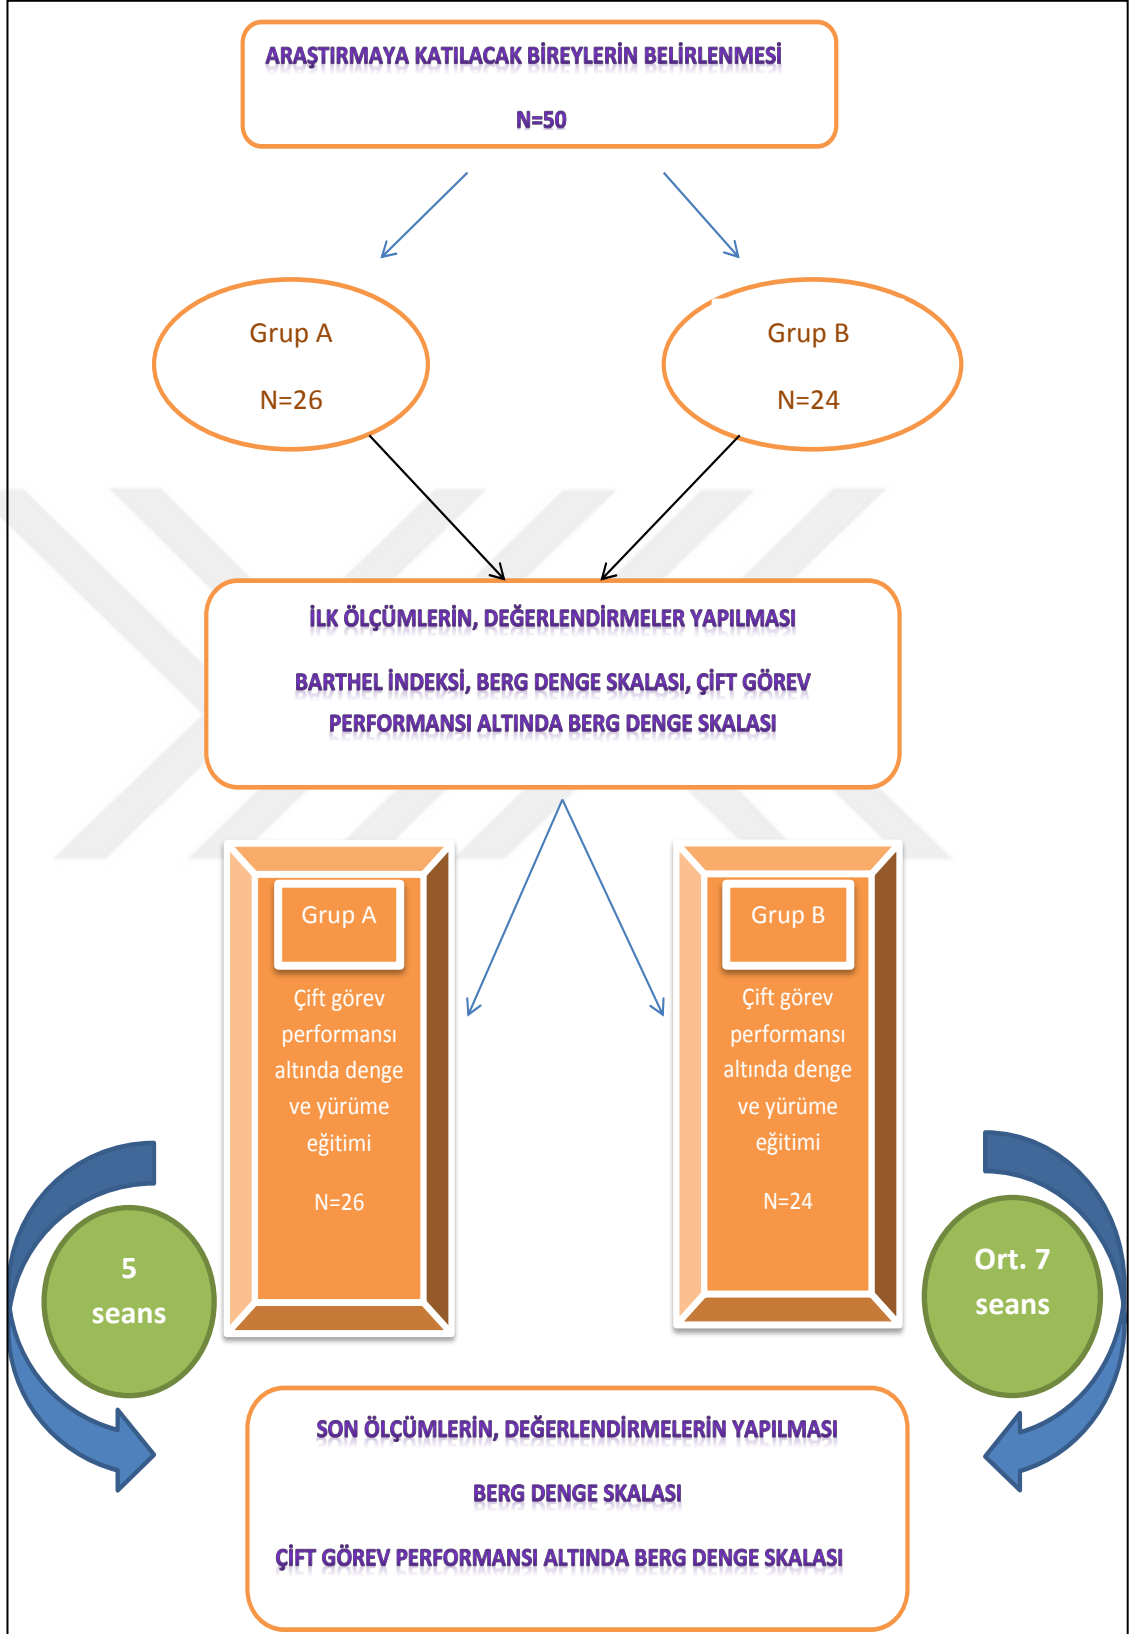 ARAŞTIRMAYA KATILACAK BİREYLERİN BELİRLENMESİ
N=50
Grup A
N=26
Grup B
N=24
İLK ÖLÇÜMLERİN, DEĞERLENDİRMELER YAPILMASI
BARTHEL İNDEKSİ, BERG DENGE SKALASI, ÇİFT GÖREV
PERFORMANSI ALTINDA BERG DENGE SKALASI
Grup A
Çift görev
performansı
altında denge
ve yürüme
eğitimi
N=26
Grup B
Çift görev
performansı
altında denge
ve yürüme
eğitimi
N=24
5
seans
Ort. 7
seans
SON ÖLÇÜMLERİN, DEĞERLENDİRMELERİN YAPILMASI
BERG DENGE SKALASI
ÇİFT GÖREV PERFORMANSI ALTINDA BERG DENGE SKALASI